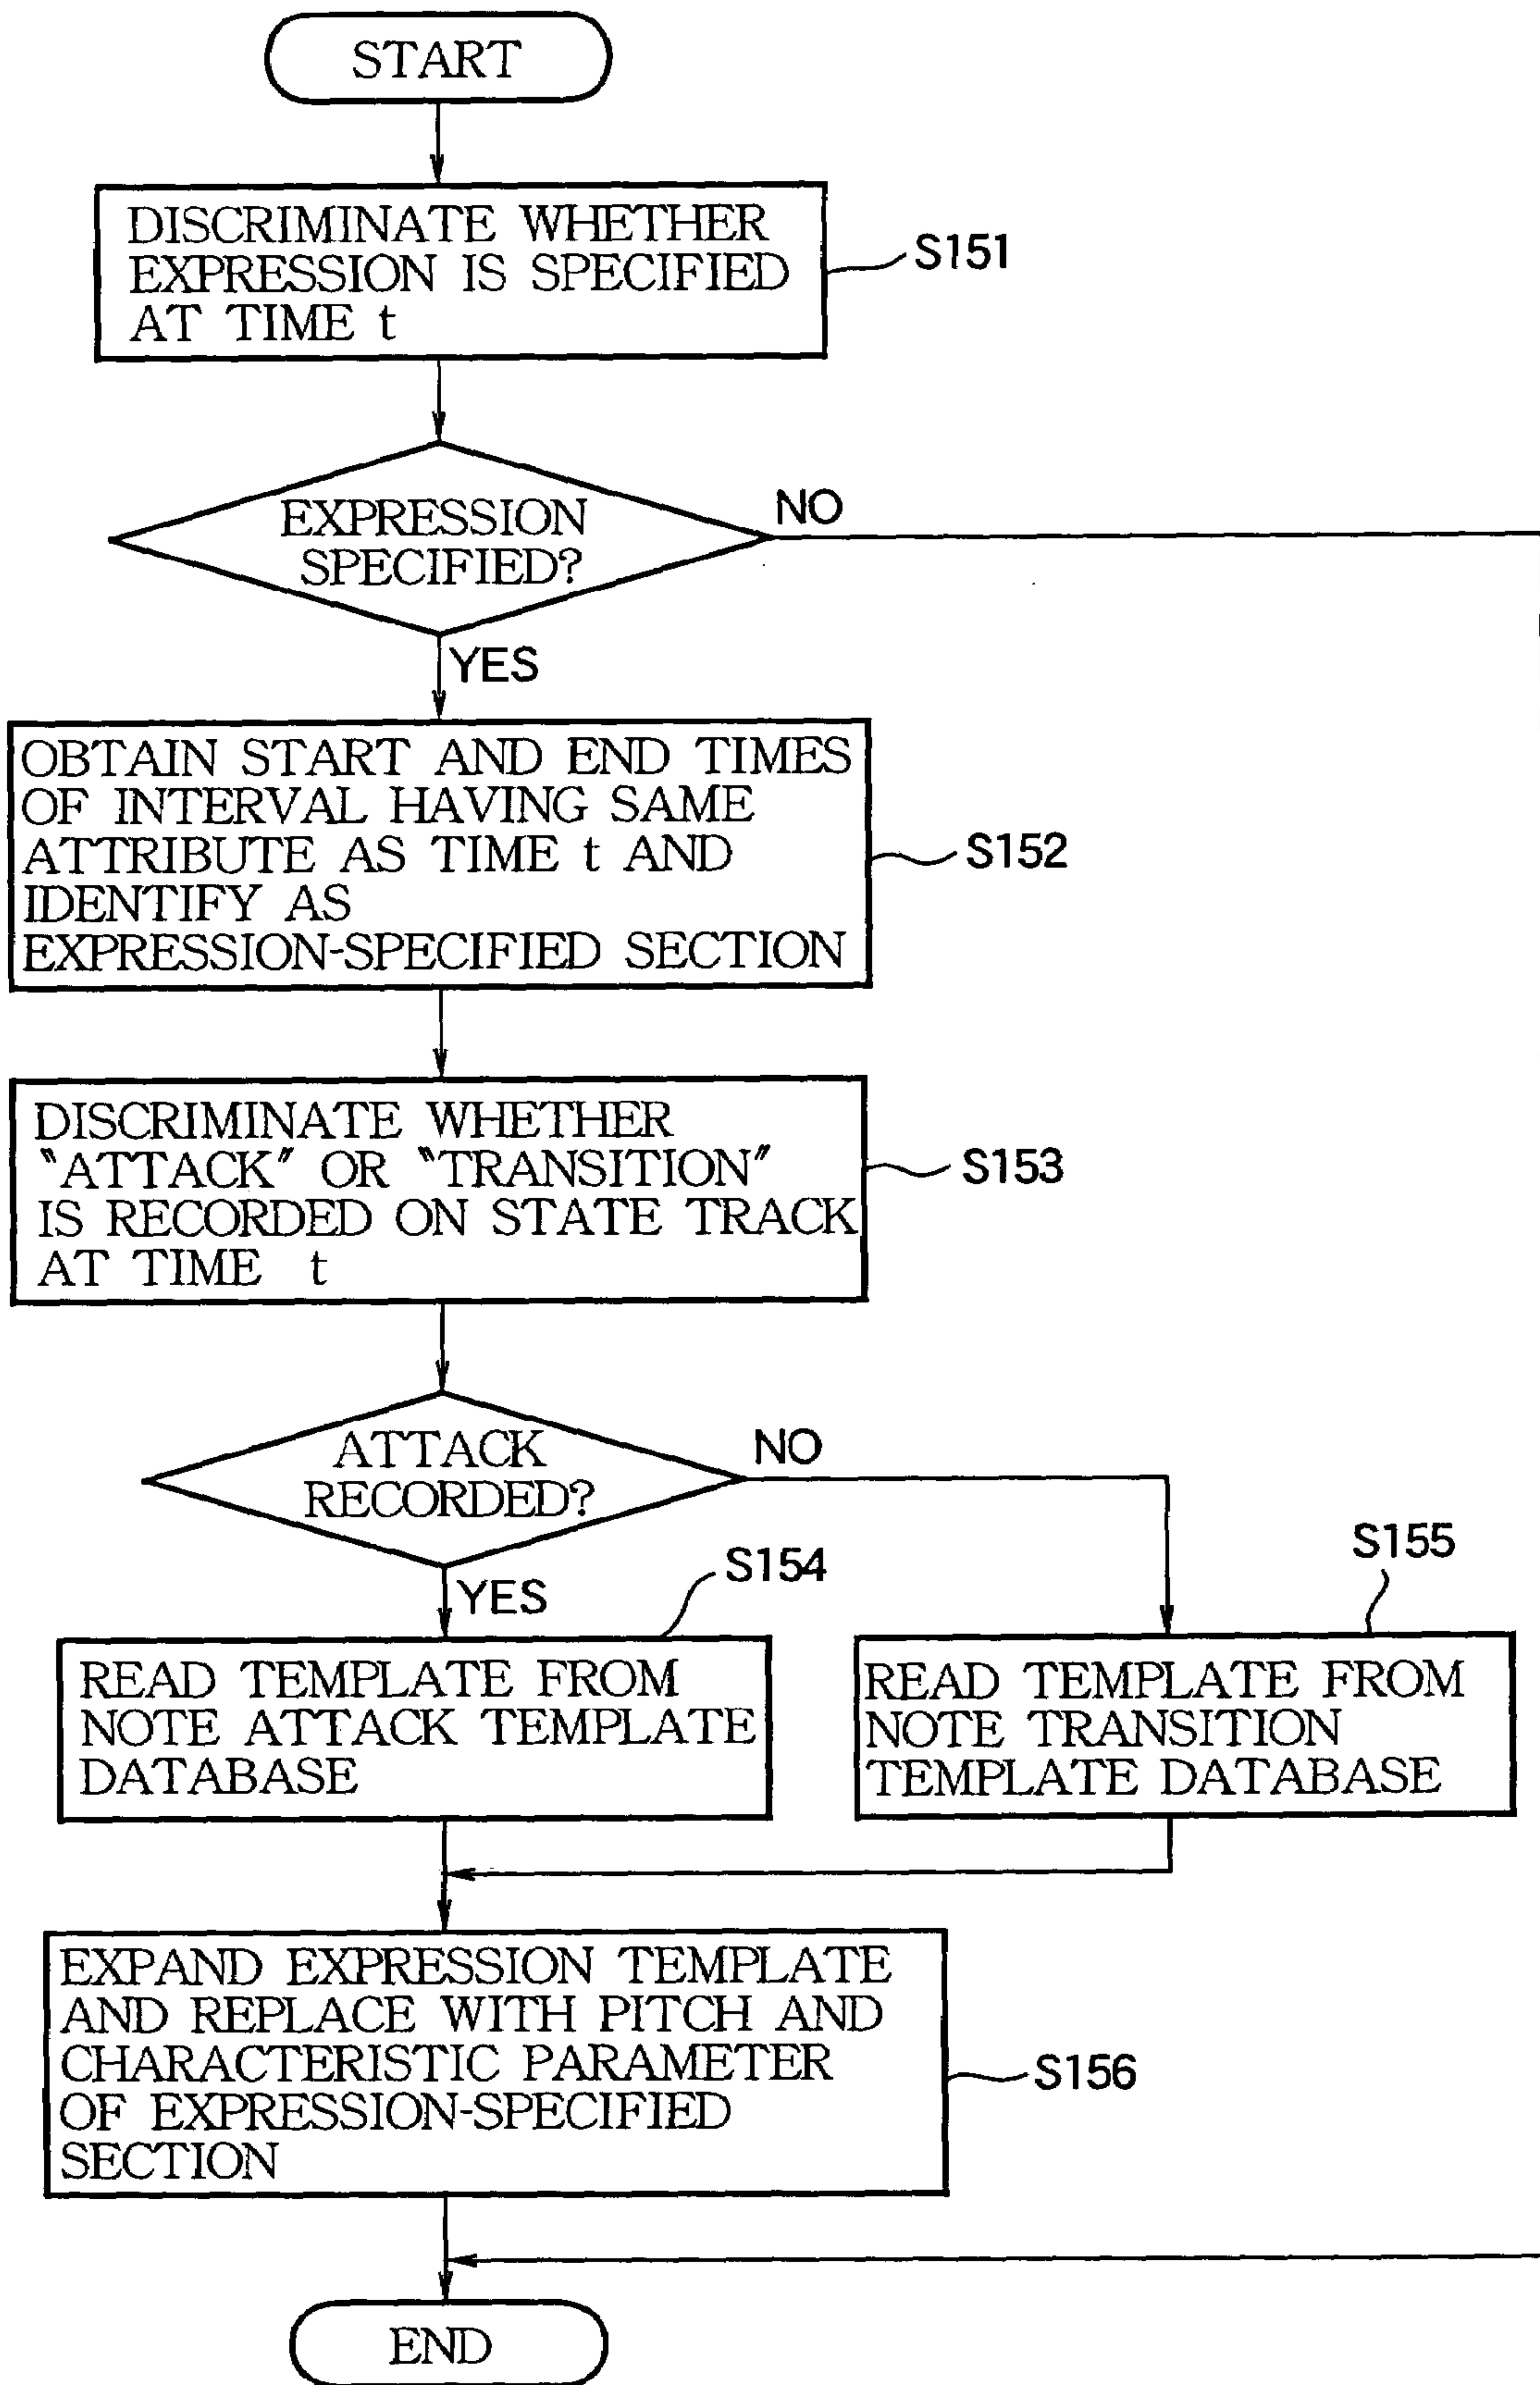 START
DISCRIMINATE WHETHER
EXPRESSION IS SPECIFIED
AT TIME t
S151
EXPRESSION
SPECIFIED?
NO
YES
OBTAIN START AND END TIMES
OF INTERVAL HAVING SAME
ATTRIBUTE AS TIME t AND
IDENTIFY AS
EXPRESSION-SPECIFIED SECTION
S152
DISCRIMINATE WHETHER
"ATTACK" OR "TRANSITION"
IS RECORDED ON STATE TRACK
AT TIME t
S153
ATTACK
RECORDED?
NO
YES
S154
S155
READ TEMPLATE FROM
NOTE ATTACK TEMPLATE
DATABASE
READ TEMPLATE FROM
NOTE TRANSITION
TEMPLATE DATABASE
EXPAND EXPRESSION TEMPLATE
AND REPLACE WITH PITCH AND
CHARACTERISTIC PARAMETER
OF EXPRESSION-SPECIFIED
SECTION
S156
END